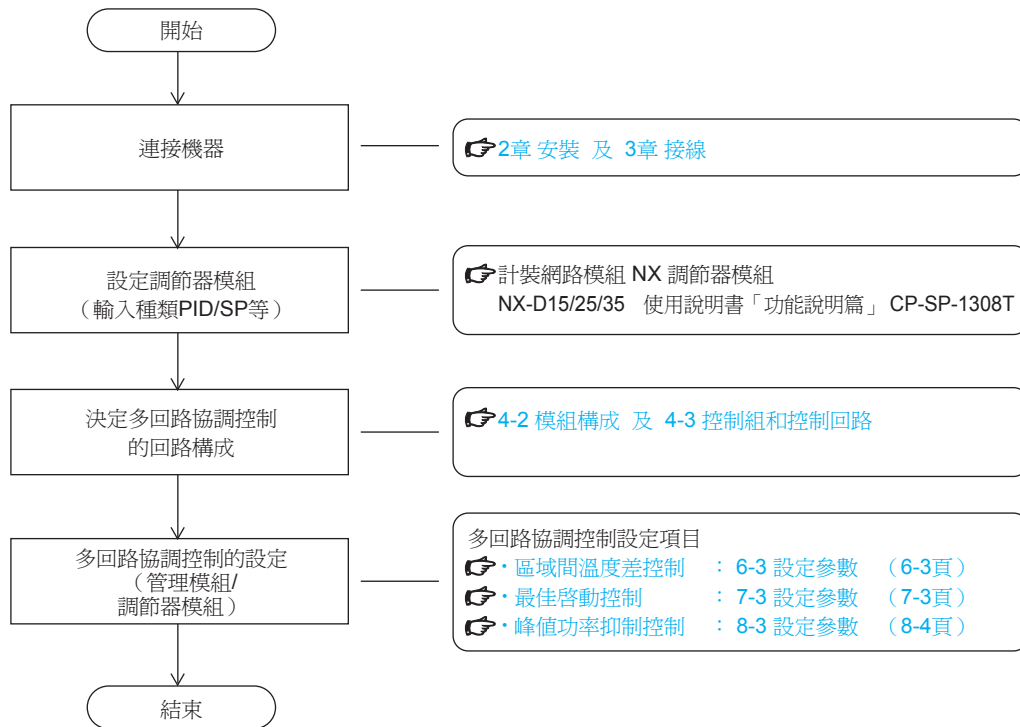 開始
連接機器
2章 安裝 及 3章 接線
設定調節器模組
（輸入種類PID/SP等）
計裝網路模組 NX 調節器模組
NX-D15/25/35 使用說明書「功能說明篇」 CP-SP-1308T
決定多回路協調控制
的回路構成
4-2 模組構成 及 4-3 控制組和控制回路
多回路協調控制的設定
（管理模組/
調節器模組）
多回路協調控制設定項目
・區域間溫度差控制 ： 6-3 設定參數 （6-3頁）
・最佳啓動控制 ： 7-3 設定參數 （7-3頁）
・峰值功率抑制控制 ： 8-3 設定參數 （8-4頁）
結束